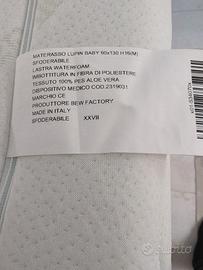 MATERASSO LUPIN BABY 60x130 H16(M)
SFODERABILE
LASTRA WATERFOAM
IMBOTTITURA IN FIBRA DI POLIESTERE
TESSUTO 100% PES ALOE VERA
DISPOSITIVO MEDICO COD.2319031
MARCHIO CE
PRODUTTORE BEW FACTORY
MADE IN ITALY
SFODERABILE XXVII
subito